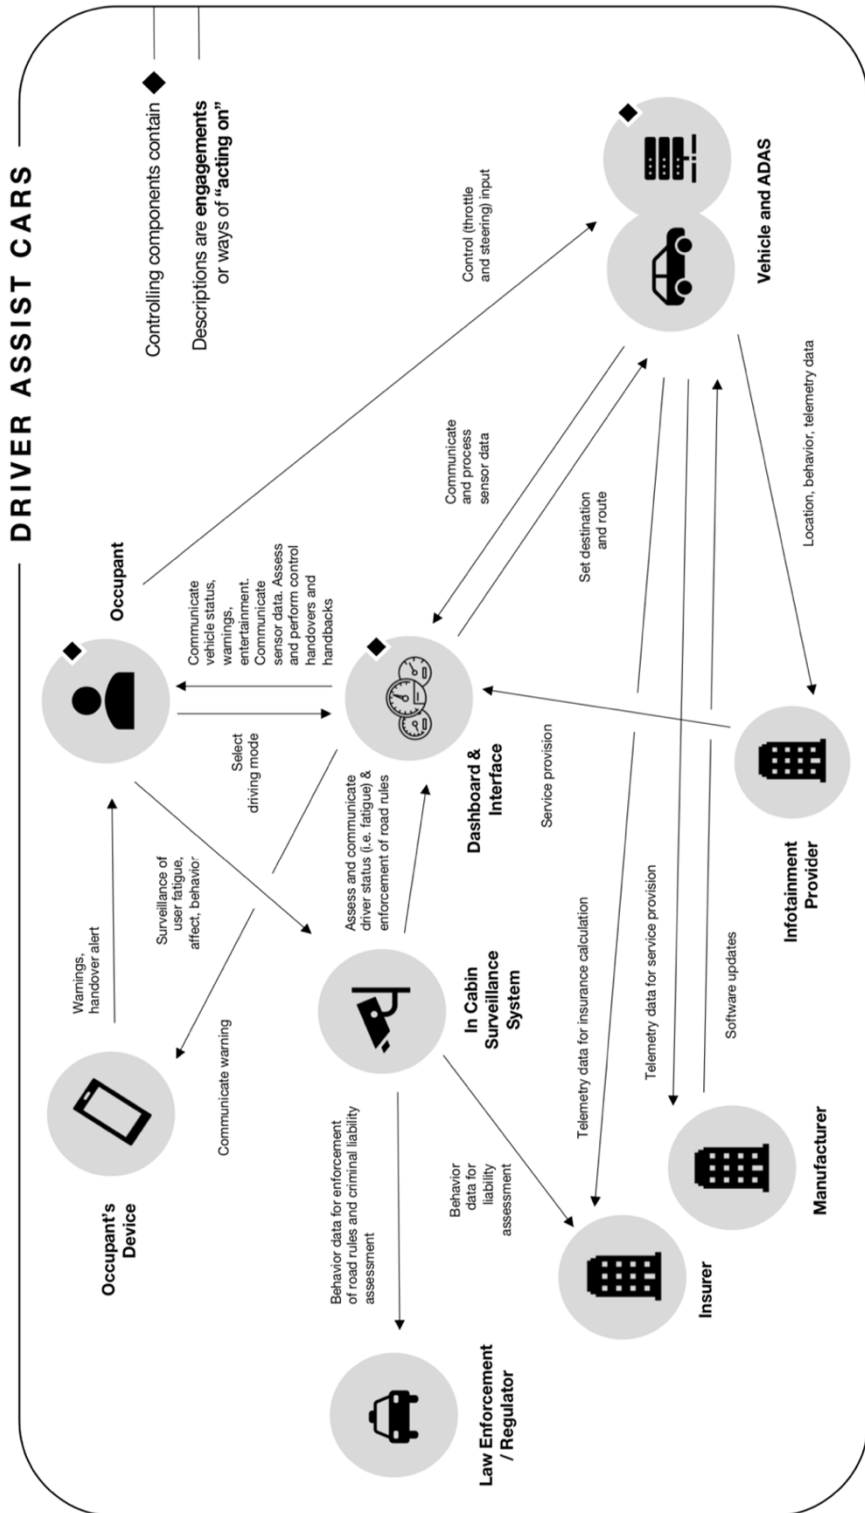 DRIVER ASSIST CARS
Controlling components contain
Descriptions are engagements
or ways of “acting on”
Occupant's
Device
Warnings,
handover alert
Occupant
Surveillance of
user fatigue,
affect, behavior
Communicate warning
Select
driving mode
Communicate
vehicle status,
warnings,
entertainment.
Communicate
sensor data. Assess
and perform control
handovers and
handbacks
Control (throttle
and steering) input
Behavior data for enforcement
of road rules and criminal liability
assessment
Assess and communicate
driver status (i.e. fatigue) &
enforcement of road rules
Law Enforcement
/ Regulator
Behavior
data for
liability
assessment
In Cabin
Surveillance
System
Dashboard &
Interface
Communicate
and process
sensor data
Service provision
Set destination
and route
Telemetry data for insurance calculation
Telemetry data for service provision
Insurer
Software updates
Manufacturer
Infotainment
Provider
Location, behavior, telemetry data
Vehicle and ADAS